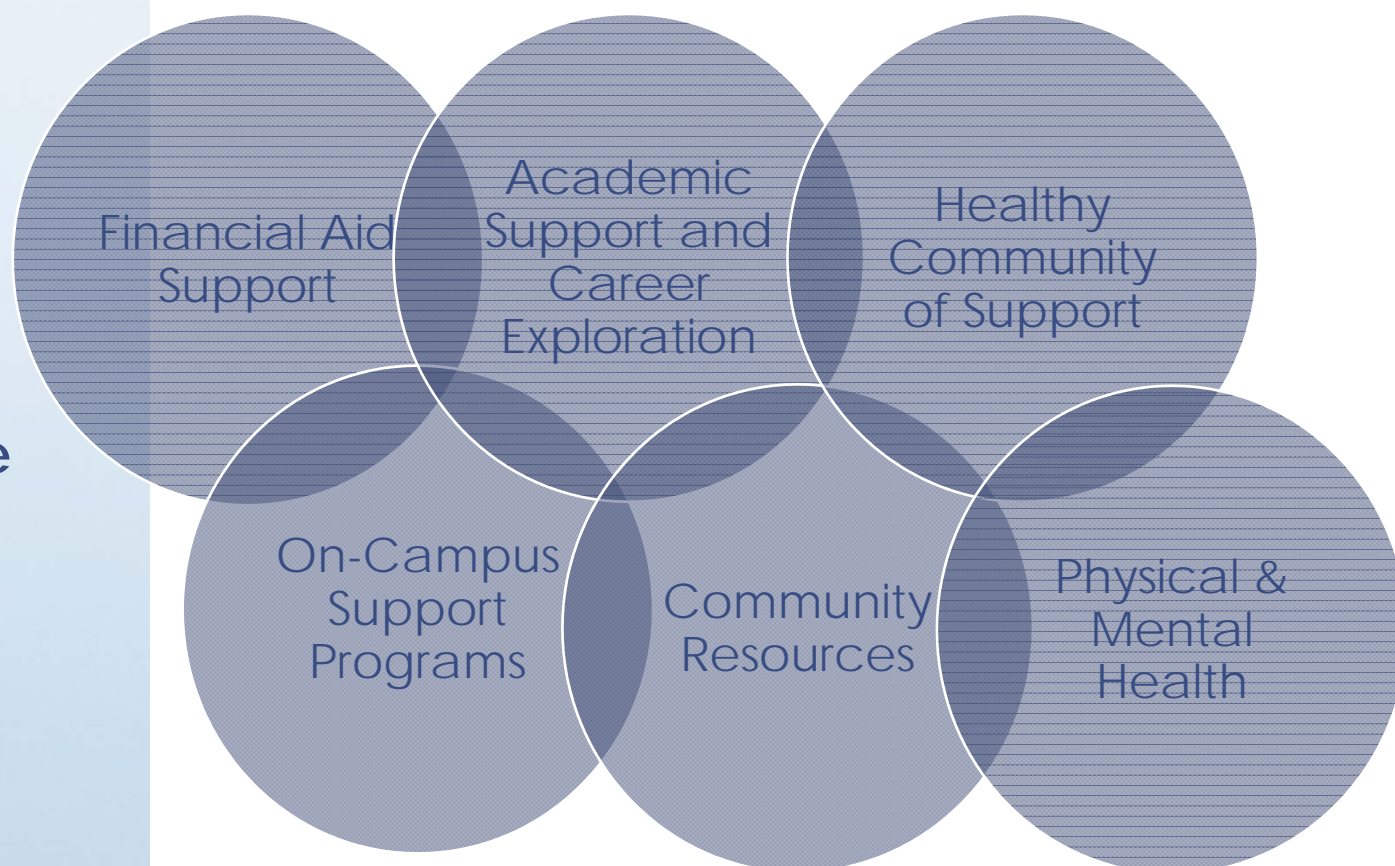 Financial Aid
Support
Academic
Support and
Career
Exploration
Healthy
Community
of Support
e
On-Campus
Support
Programs
Community
Resources
Physical &
Mental
Health